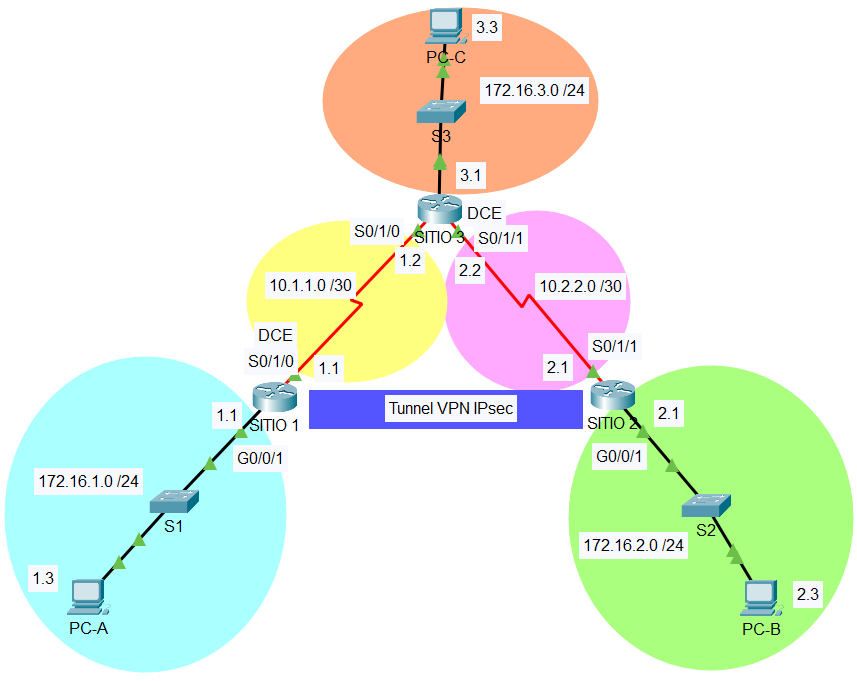 3.3
PC-C
172.16.3.0 /24
S3
3.1
DCE
S0/1/0
SITIO 3
S0/1/1
1.2
2.2
10.1.1.0 /30
10.2.2.0 /30
DCE
S0/1/0
1.1
S0/1/1
2.1
Tunnel VPN IPsec
1.1
SITIO 1
SITIO 2
2.1
G0/0/1
G0/0/1
172.16.1.0 /24
S1
S2
172.16.2.0 /24
1.3
PC-A
2.3
PC-B